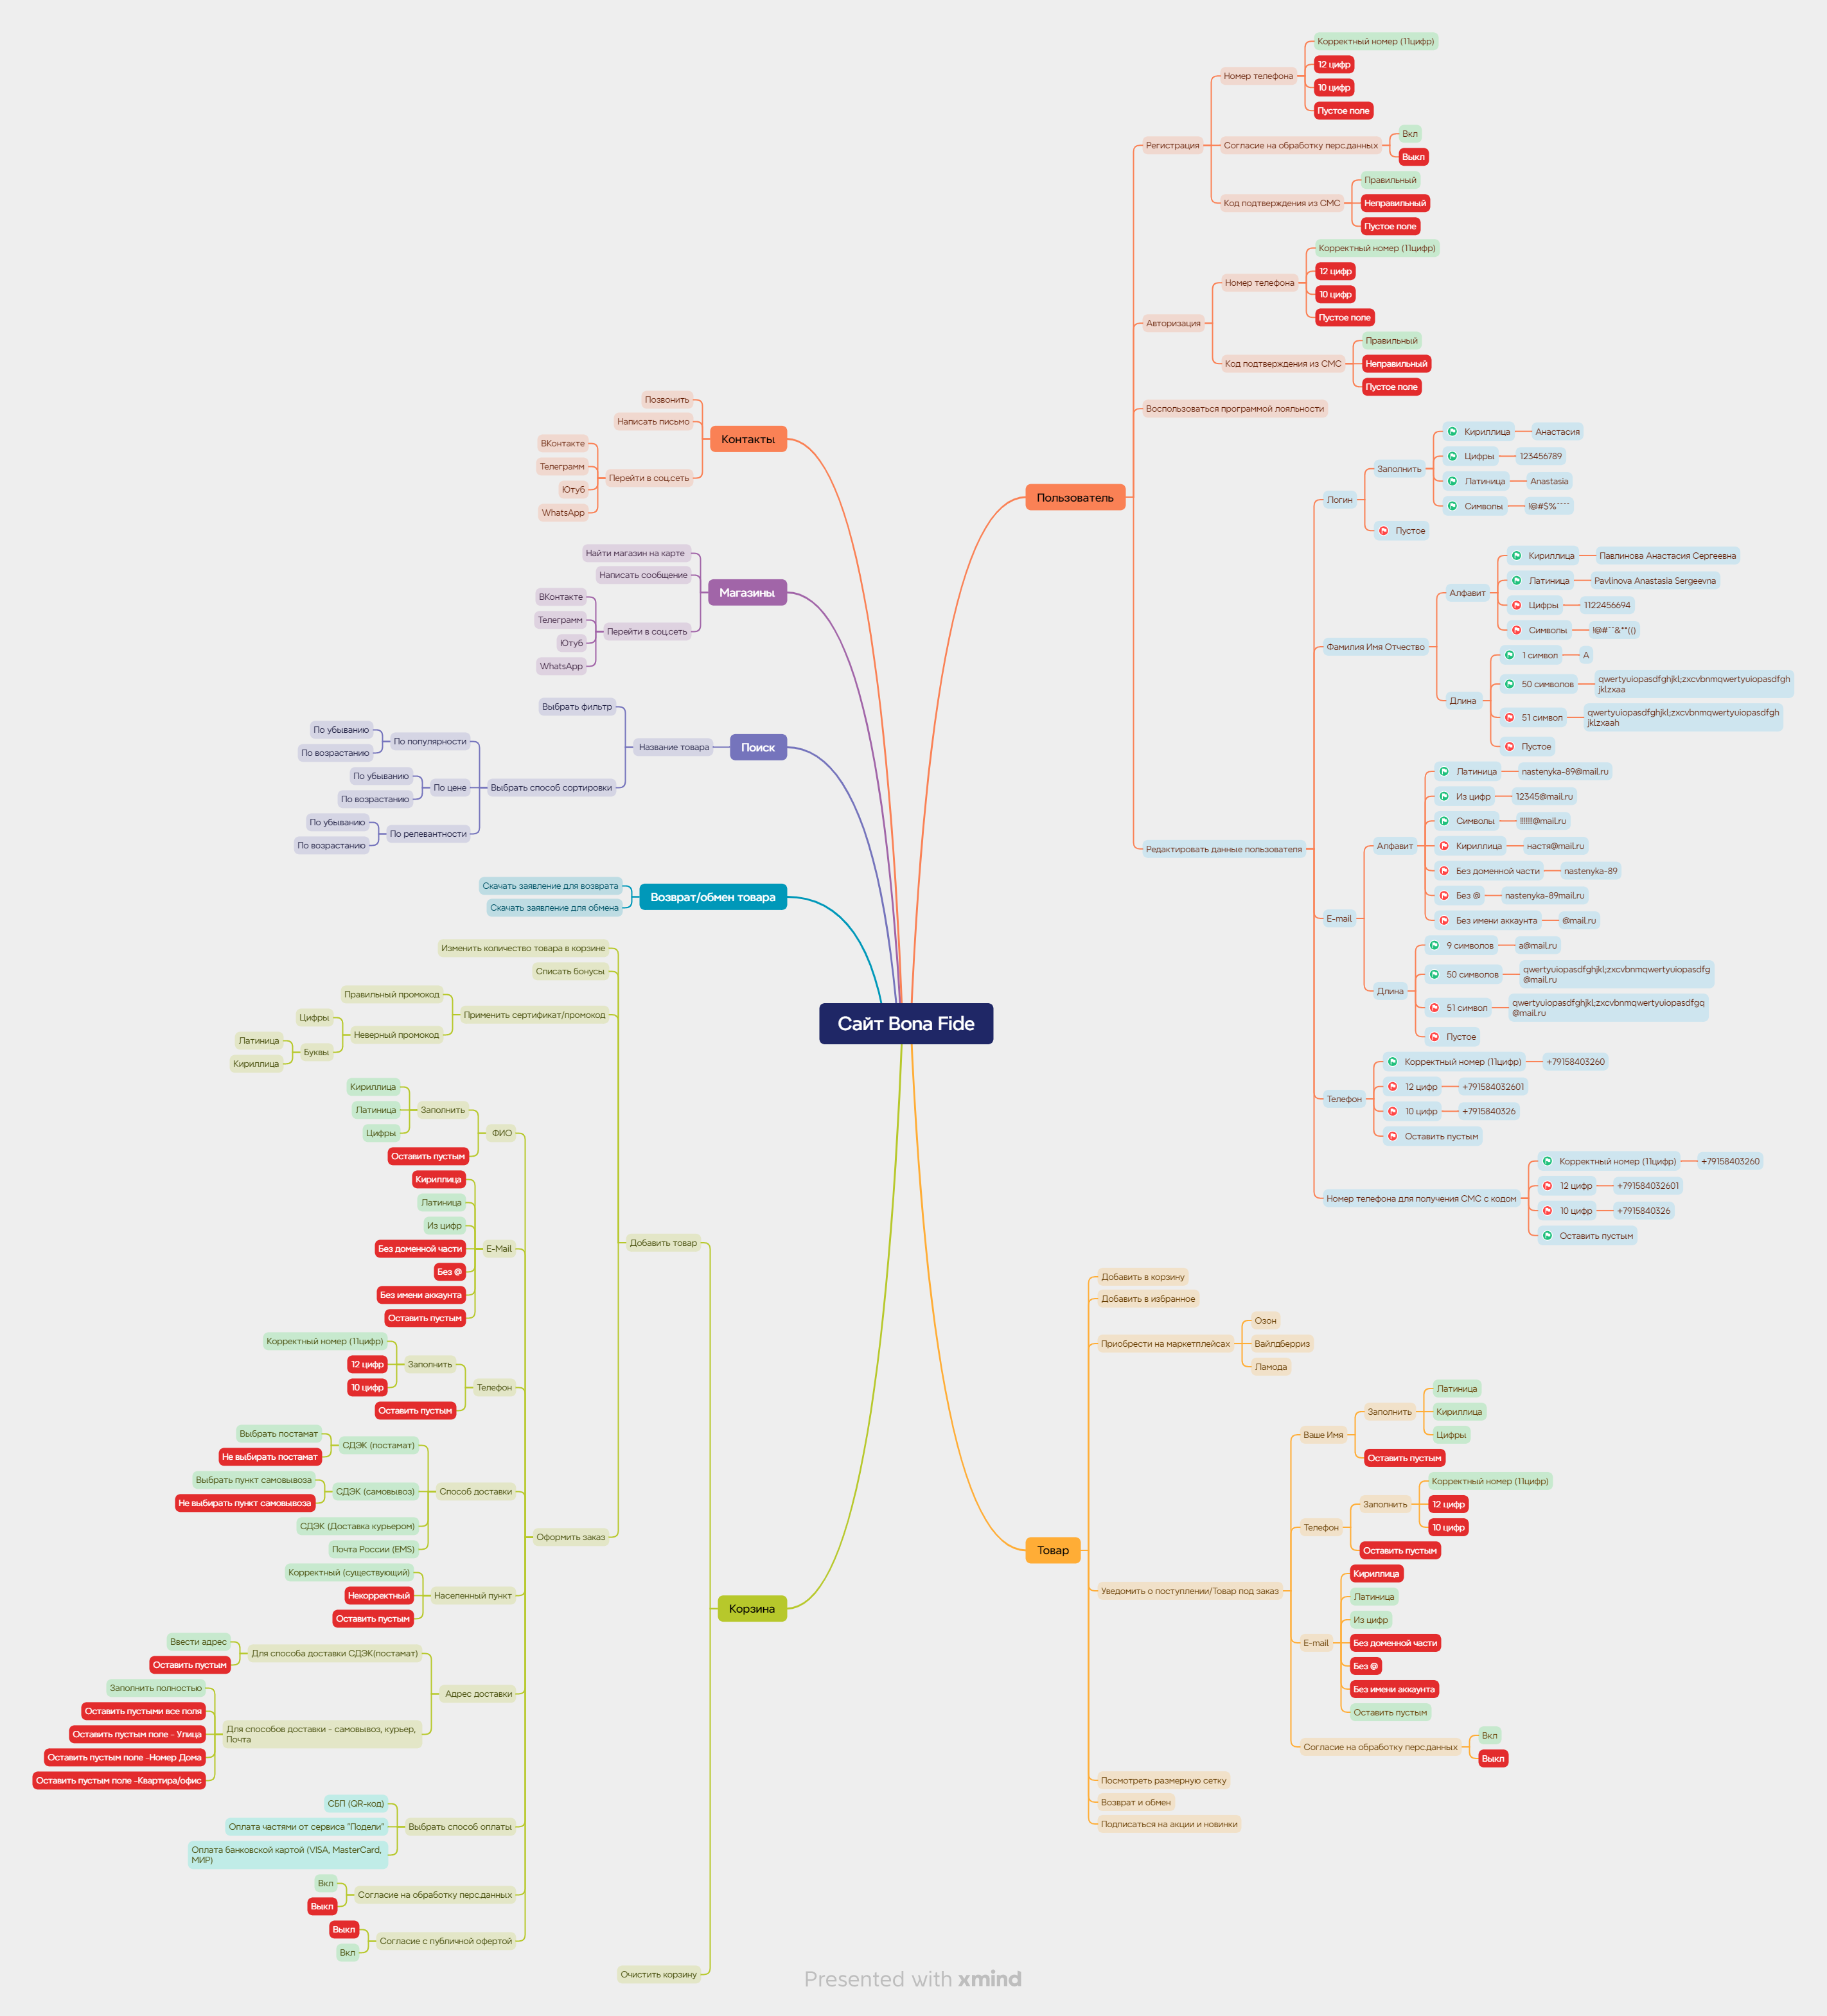 Сайт Bona Fide
Пользователь
Регистрация
Номер телефона
Корректный номер (11цифр)
12 цифр
10 цифр
Пустое поле
Согласие на обработку перс.данных
Вкл
Выкл
Код подтверждения из СМС
Правильный
Неправильный
Пустое поле
Авторизация
Номер телефона
Корректный номер (11цифр)
12 цифр
10 цифр
Пустое поле
Код подтверждения из СМС
Правильный
Неправильный
Пустое поле
Воспользоваться программой лояльности
Редактировать данные пользователя
Логин
Заполнить
Кириллица
Анастасия
Цифры
123456789
Латиница
Anastasia
Символы
!@#$%^^^^
Пустое
Фамилия Имя Отчество
Алфавит
Кириллица
Павлинова Анастасия Сергеевна
Латиница
Pavlinova Anastasia Sergeevna
Цифры
1122456694
Символы
!@#^^&**(()
Длина
1 символ
А
50 символов
qwertyuiopasdfghjkl;zxcvbnmqwertyuiopasdfgh
jklzxaa
51 символ
qwertyuiopasdfghjkl;zxcvbnmqwertyuiopasdfgh
jklzxaah
Пустое
E-mail
Алфавит
Латиница
nastenyka-89@mail.ru
Из цифр
12345@mail.ru
Символы
!!!!!!!@mail.ru
Кириллица
настя@mail.ru
Без доменной части
nastenyka-89
Без @
nastenyka-89mail.ru
Без имени аккаунта
@mail.ru
Длина
9 символов
a@mail.ru
50 символов
qwertyuiopasdfghjkl;zxcvbnmqwertyuiopasdfg
@mail.ru
51 символ
qwertyuiopasdfghjkl;zxcvbnmqwertyuiopasdfgq
@mail.ru
Пустое
Телефон
Корректный номер (11цифр)
+79158403260
12 цифр
+791584032601
10 цифр
+7915840326
Оставить пустым
Номер телефона для получения СМС с кодом
Корректный номер (11цифр)
+79158403260
12 цифр
+791584032601
10 цифр
+7915840326
Оставить пустым
Товар
Добавить в корзину
Добавить в избранное
Приобрести на маркетплейсах
Озон
Вайлдберриз
Ламода
Уведомить о поступлении/Товар под заказ
Ваше Имя
Заполнить
Латиница
Кириллица
Цифры
Оставить пустым
Телефон
Заполнить
Корректный номер (11цифр)
12 цифр
10 цифр
Оставить пустым
E-mail
Кириллица
Латиница
Из цифр
Без доменной части
Без @
Без имени аккаунта
Оставить пустым
Согласие на обработку перс.данных
Вкл
Выкл
Посмотреть размерную сетку
Возврат и обмен
Подписаться на акции и новинки
Контакты
Позвонить
Написать письмо
Перейти в соц.сеть
ВКонтакте
Телеграмм
Ютуб
WhatsApp
Магазины
Найти магазин на карте
Написать сообщение
Перейти в соц.сеть
ВКонтакте
Телеграмм
Ютуб
WhatsApp
Поиск
Название товара
Выбрать фильтр
Выбрать способ сортировки
По популярности
По убыванию
По возрастанию
По цене
По убыванию
По возрастанию
По релевантности
По убыванию
По возрастанию
Возврат/обмен товара
Скачать заявление для возврата
Скачать заявление для обмена
Корзина
Добавить товар
Изменить количество товара в корзине
Списать бонусы
Применить сертификат/промокод
Правильный промокод
Неверный промокод
Цифры
Буквы
Латиница
Кириллица
Оформить заказ
ФИО
Заполнить
Кириллица
Латиница
Цифры
Оставить пустым
E-Mail
Кириллица
Латиница
Из цифр
Без доменной части
Без @
Без имени аккаунта
Оставить пустым
Телефон
Заполнить
Корректный номер (11цифр)
12 цифр
10 цифр
Оставить пустым
Способ доставки
СДЭК (постамат)
Выбрать постамат
Не выбирать постамат
СДЭК (самовывоз)
Выбрать пункт самовывоза
Не выбирать пункт самовывоза
СДЭК (Доставка курьером)
Почта России (EMS)
Населенный пункт
Корректный (существующий)
Некорректный
Оставить пустым
Адрес доставки
Для способа доставки СДЭК(постамат)
Ввести адрес
Оставить пустым
Для способов доставки - самовывоз, курьер,
Почта
Заполнить полностью
Оставить пустыми все поля
Оставить пустым поле - Улица
Оставить пустым поле -Номер Дома
Оставить пустым поле -Квартира/офис
Выбрать способ оплаты
СБП (QR-код)
Оплата частями от сервиса "Подели"
Оплата банковской картой (VISA, MasterCard,
МИР)
Согласие на обработку перс.данных
Вкл
Выкл
Согласие с публичной офертой
Выкл
Вкл
Очистить корзину
Presented with xmind